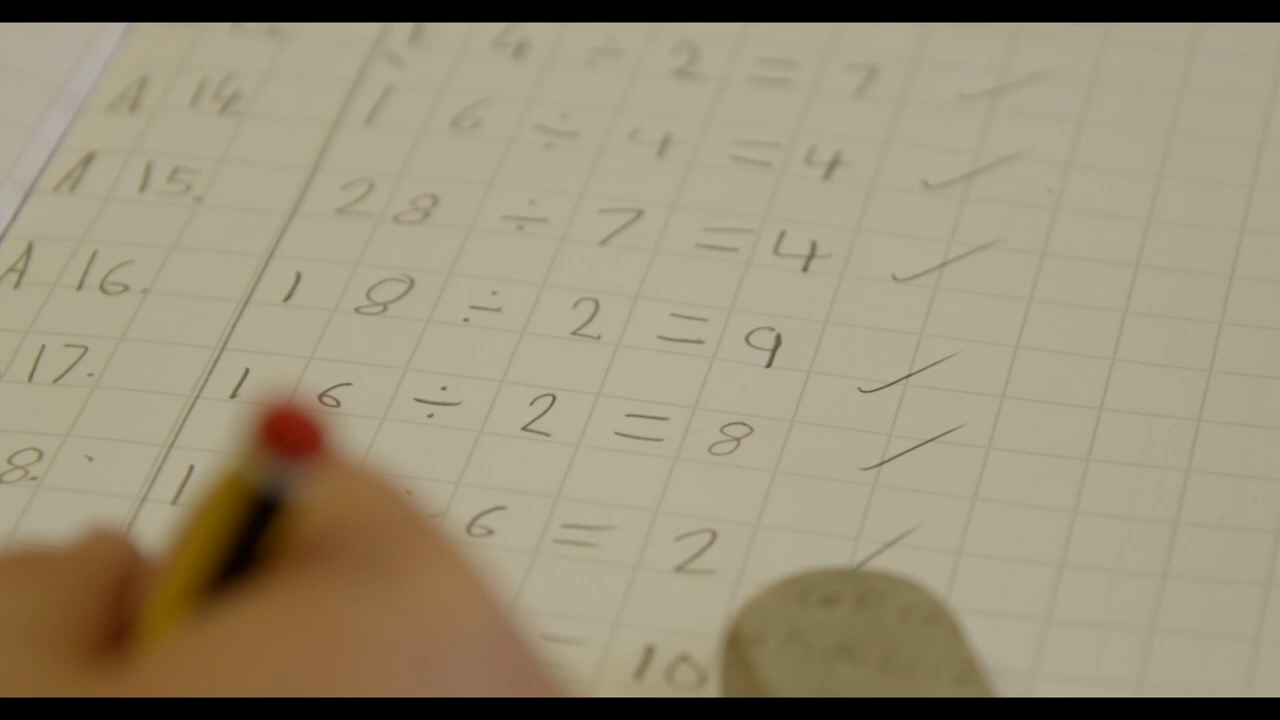 14 ÷ 2 = 7
A 14. 16 ÷ 4 = 4
A 15. 28 ÷ 7 = 4
A 16. 18 ÷ 2 = 9
17. 16 ÷ 2 = 8
8. 1 6 = 2
10